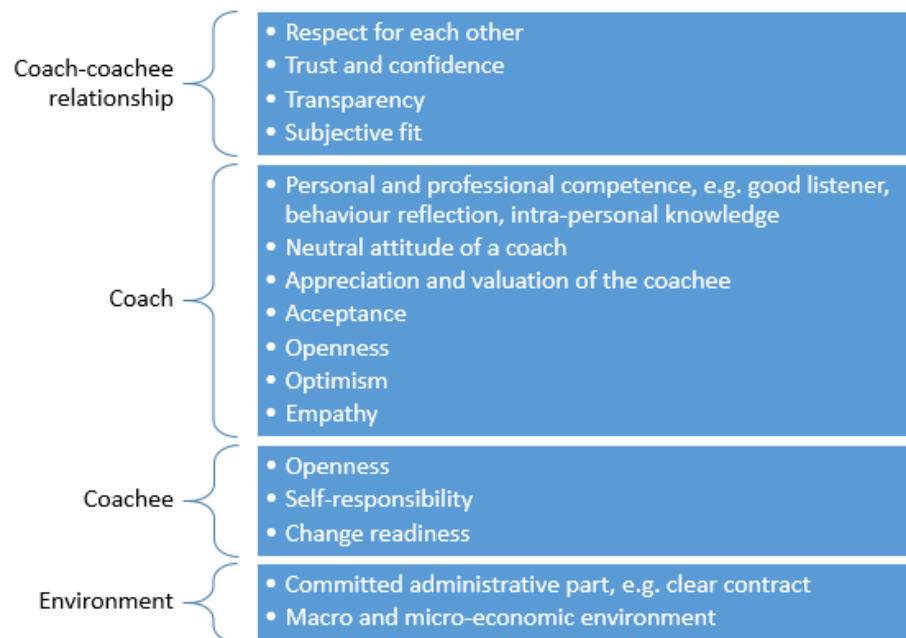 Coach-coachee
relationship
• Respect for each other
• Trust and confidence
• Transparency
• Subjective fit
Coach
• Personal and professional competence, e.g. good listener,
behaviour reflection, intra-personal knowledge
• Neutral attitude of a coach
• Appreciation and valuation of the coachee
• Acceptance
• Openness
• Optimism
• Empathy
Coachee
• Openness
• Self-responsibility
• Change readiness
Environment
• Committed administrative part, e.g. clear contract
• Macro and micro-economic environment